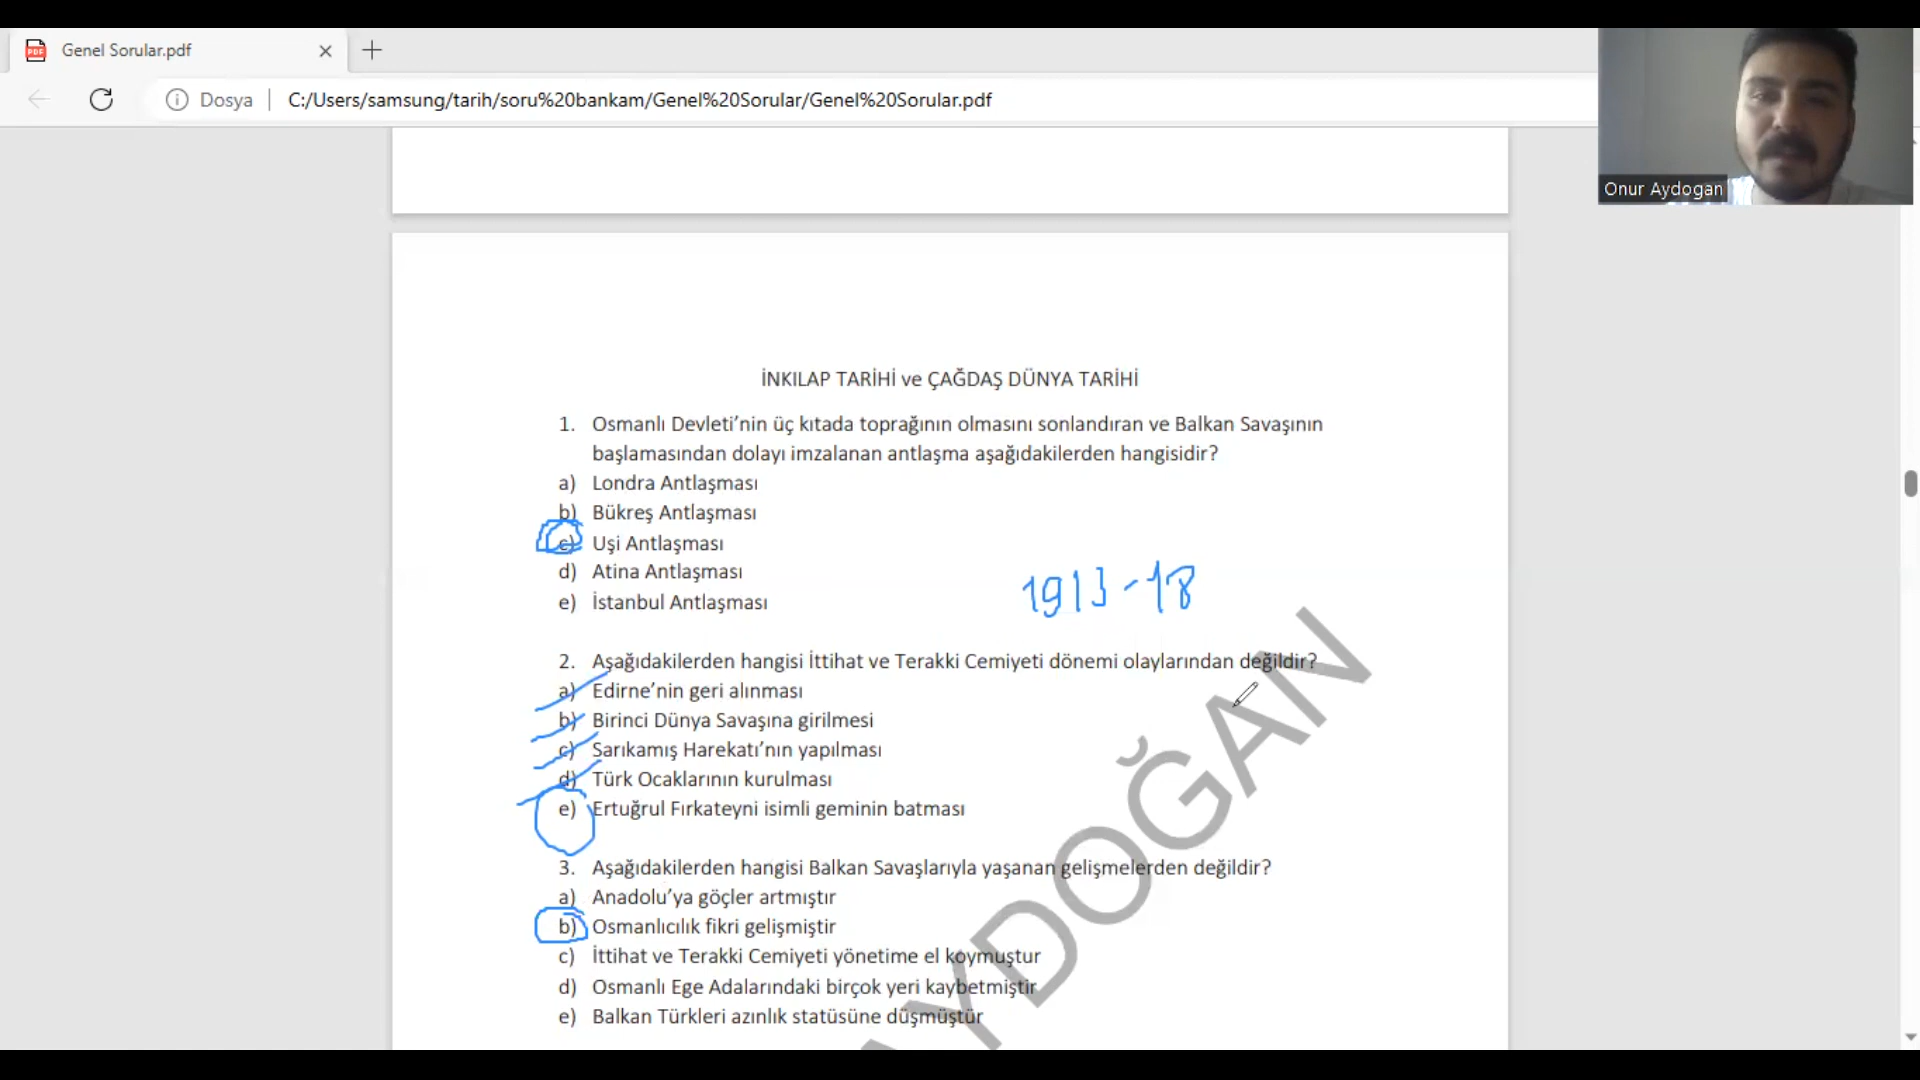 Genel Sorular.pdf
Dosya
C:/Users/samsung/tarih/soru%20bankam/Genel%20Sorular/Genel%20Sorular.pdf
Onur Aydogan
İNKILAP TARİHİ ve ÇAĞDAŞ DÜNYA TARİHİ
1. Osmanlı Devleti’nin üç kıtada toprağının olmasını sonlandıran ve Balkan Savaşının
başlamasından dolayı imzalanan antlaşma aşağıdakilerden hangisidir?
a) Londra Antlaşması
b) Bükreş Antlaşması
c) Uşi Antlaşması
d) Atina Antlaşması
e) İstanbul Antlaşması
1913-18
2. Aşağıdakilerden hangisi İttihat ve Terakki Cemiyeti dönemi olaylarından değildir?
a) Edirne’nin geri alınması
b) Birinci Dünya Savaşına girilmesi
c) Sarıkamış Harekatı’nın yapılması
d) Türk Ocaklarının kurulması
e) Ertuğrul Fırkateyni isimli geminin batması
3. Aşağıdakilerden hangisi Balkan Savaşlarıyla yaşanan gelişmelerden değildir?
a) Anadolu’ya göçler artmıştır
b) Osmanlıcılık fikri gelişmiştir
c) İttihat ve Terakki Cemiyeti yönetime el koymuştur
d) Osmanlı Ege Adalarındaki birçok yeri kaybetmiştir
e) Balkan Türkleri azınlık statüsüne düşmüştür
AYDOĞAN